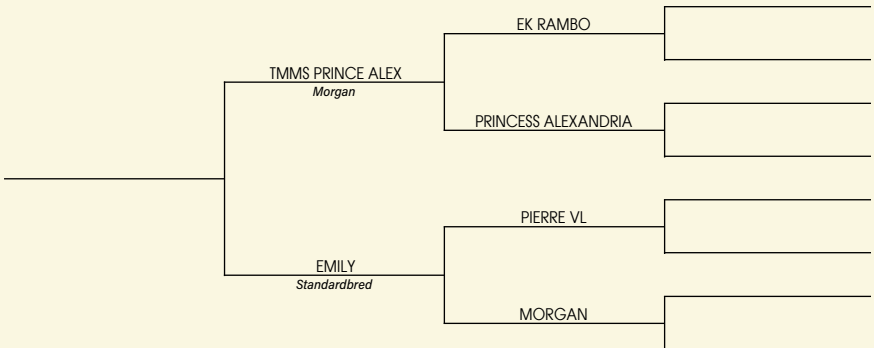 EK RAMBO
TMMS PRINCE ALEX
Morgan
PRINCESS ALEXANDRIA
PIERRE VL
EMILY
Standardbred
MORGAN